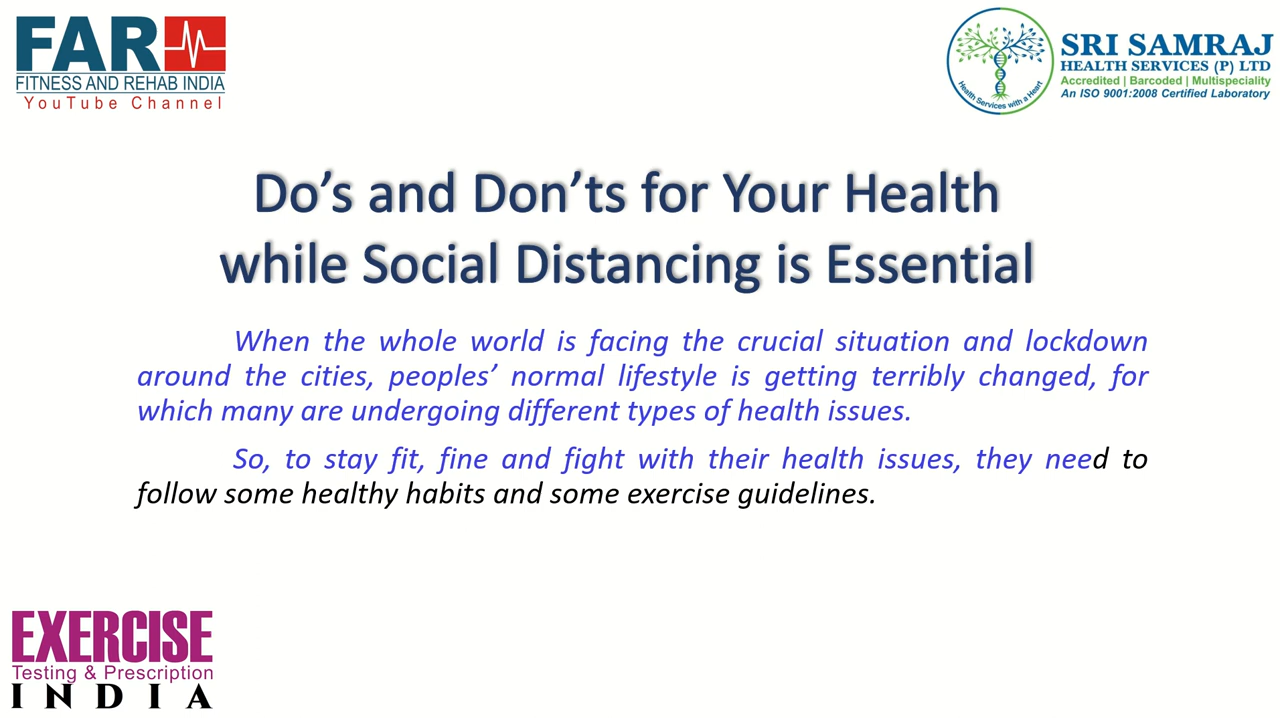 FAR
FITNESS AND REHAB INDIA
YouTube Channel
SRI SAMRAJ
HEALTH SERVICES (P) LTD
Accredited | Barcoded | Multispeciality
An ISO 9001:2008 Certified Laboratory
Health Services with a Heart
Do’s and Don’ts for Your Health
while Social Distancing is Essential
When the whole world is facing the crucial situation and lockdown
around the cities, peoples’ normal lifestyle is getting terribly changed, for
which many are undergoing different types of health issues.
So, to stay fit, fine and fight with their health issues, they need to
follow some healthy habits and some exercise guidelines.
EXERCISE
Testing & Prescription
INDIA